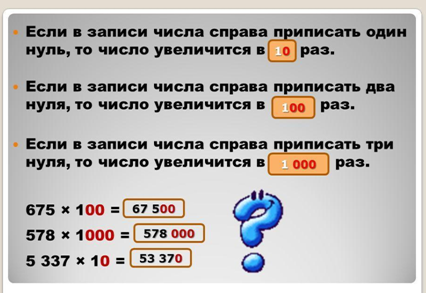 Если в записи числа справа приписать один
нуль, то число увеличится в 10 раз.
Если в записи числа справа приписать два
нуля, то число увеличится в 100 раз.
Если в записи числа справа приписать три
нуля, то число увеличится в 1 000 раз.
675 × 100 = 67 500
578 × 1000 = 578 000
5 337 × 10 = 53 370
?